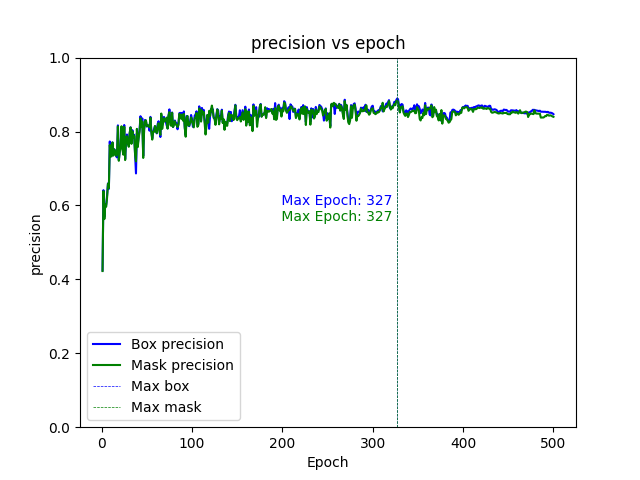 precision vs epoch
1.0
0.8
0.6
0.4
0.2
0.0
precision
Max Epoch: 327
Max Epoch: 327
Box precision
Mask precision
Max box
Max mask
0 100 200 300 400 500
Epoch